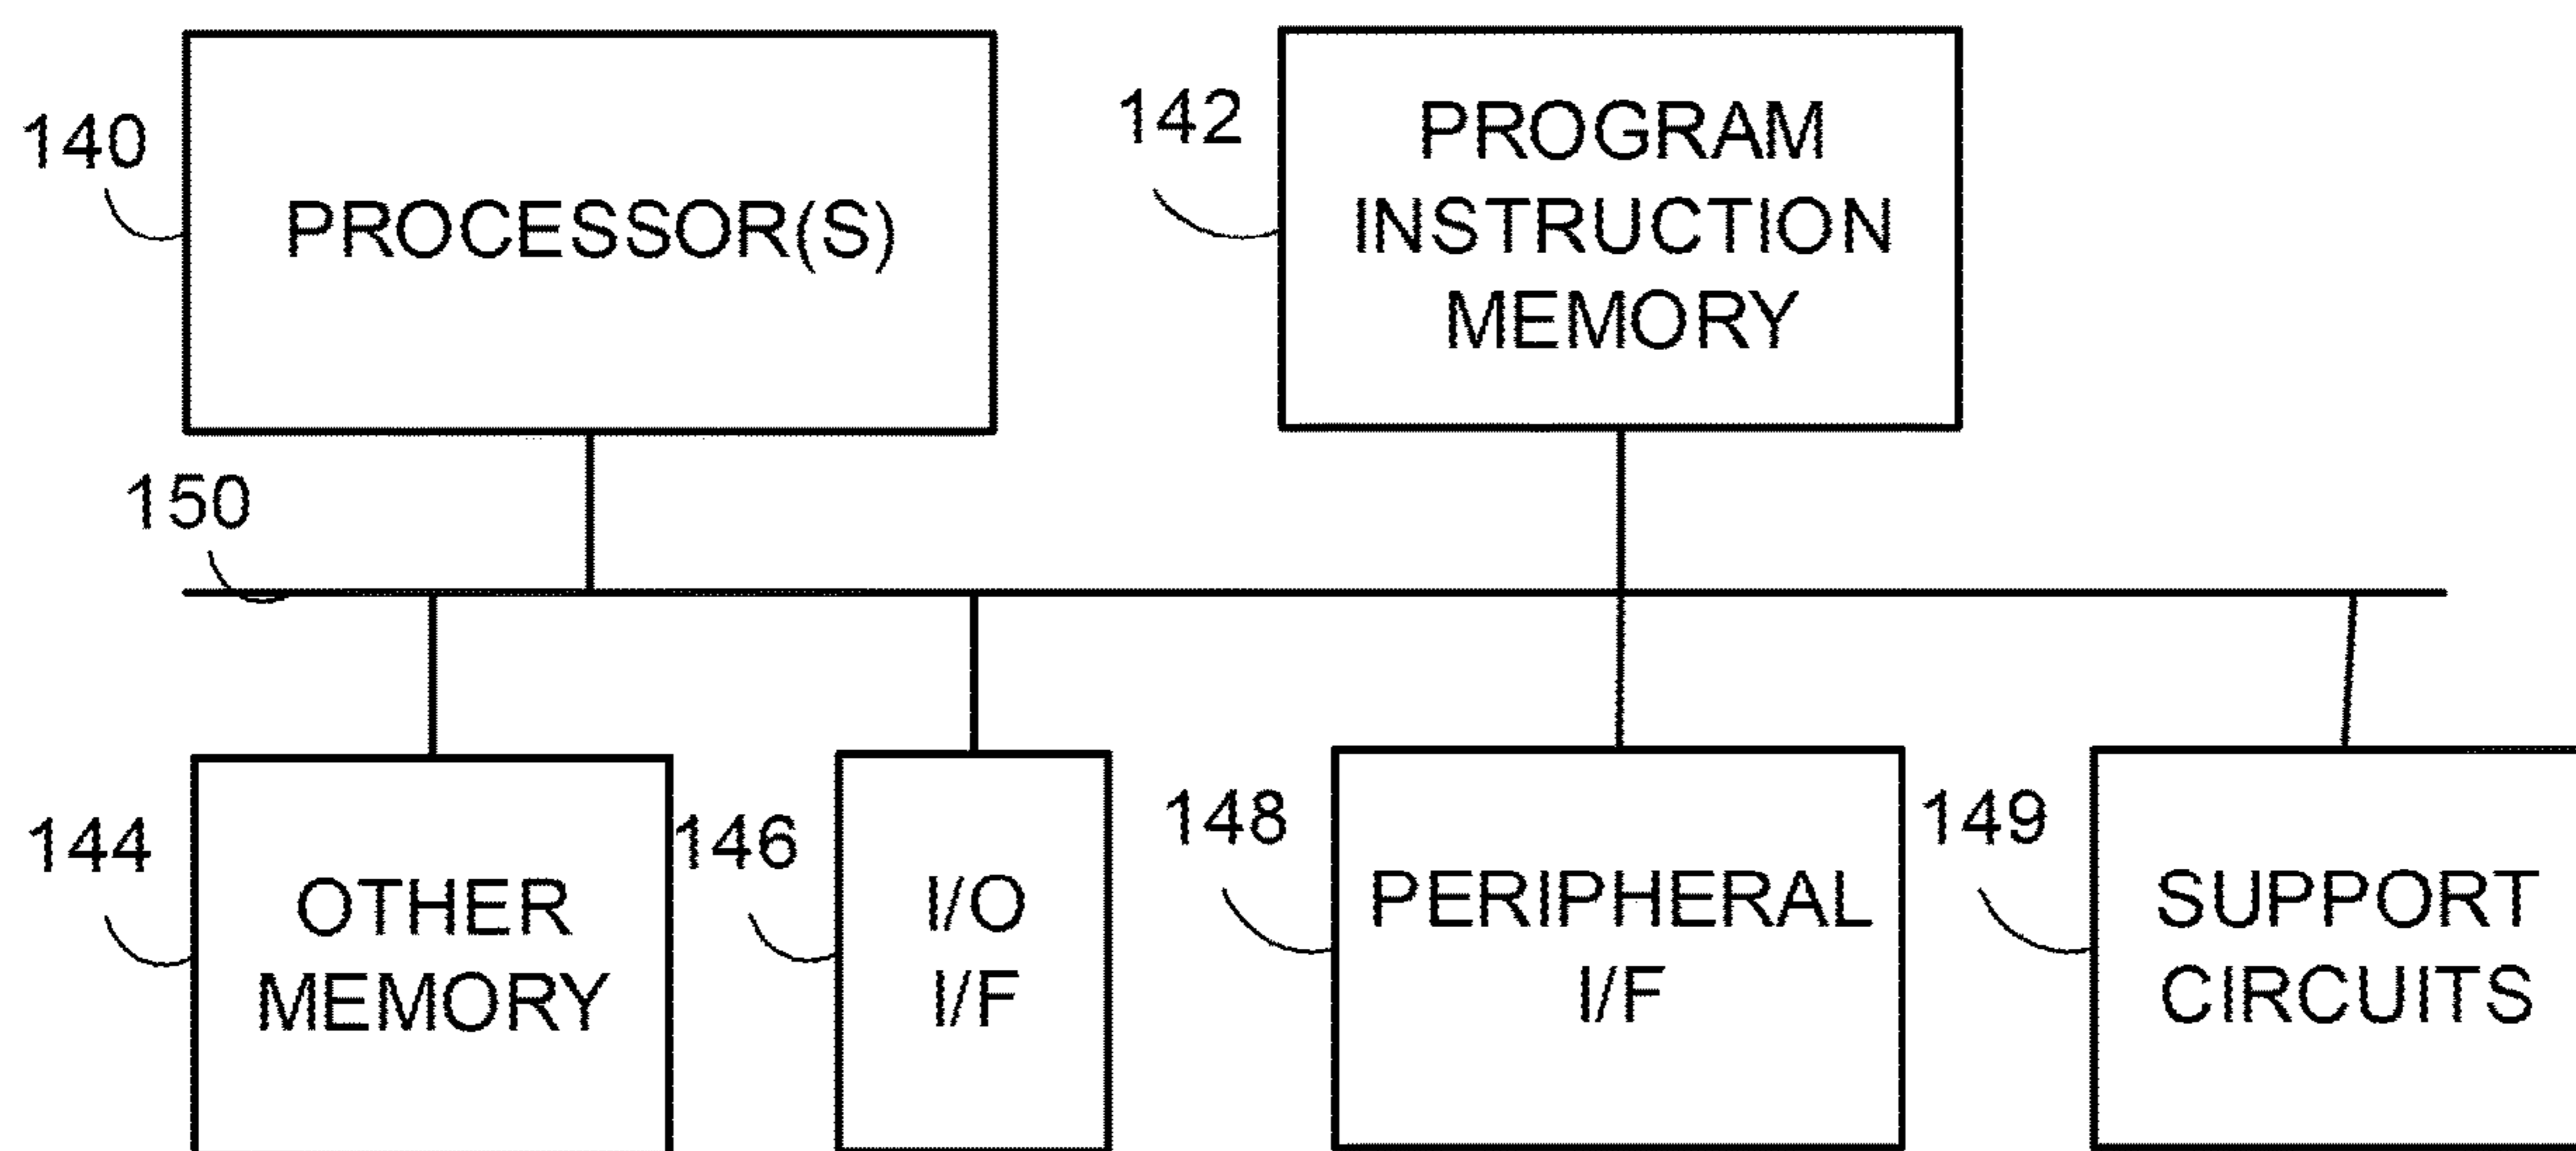 140
PROCESSOR(S)
142
PROGRAM
INSTRUCTION
MEMORY
150
144
OTHER
MEMORY
146
I/O
I/F
148
PERIPHERAL
I/F
149
SUPPORT
CIRCUITS